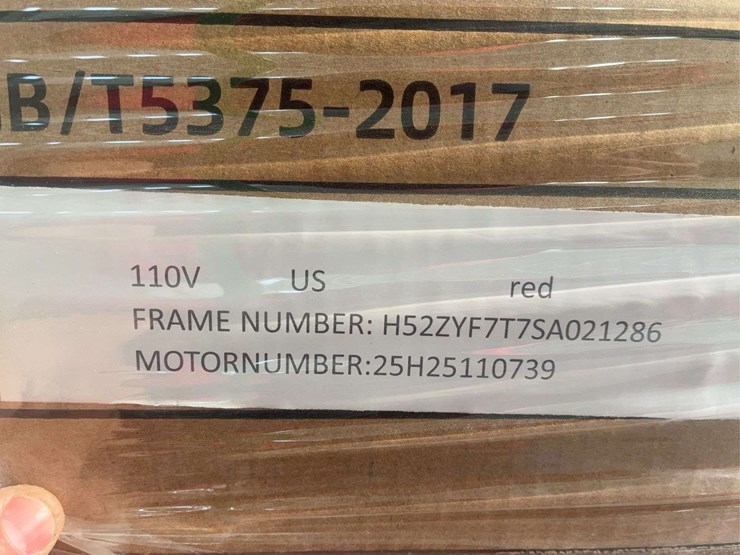 B/T5375-2017
110V US red
FRAME NUMBER: H52ZYF7T7SA021286
MOTORNUMBER:25H25110739